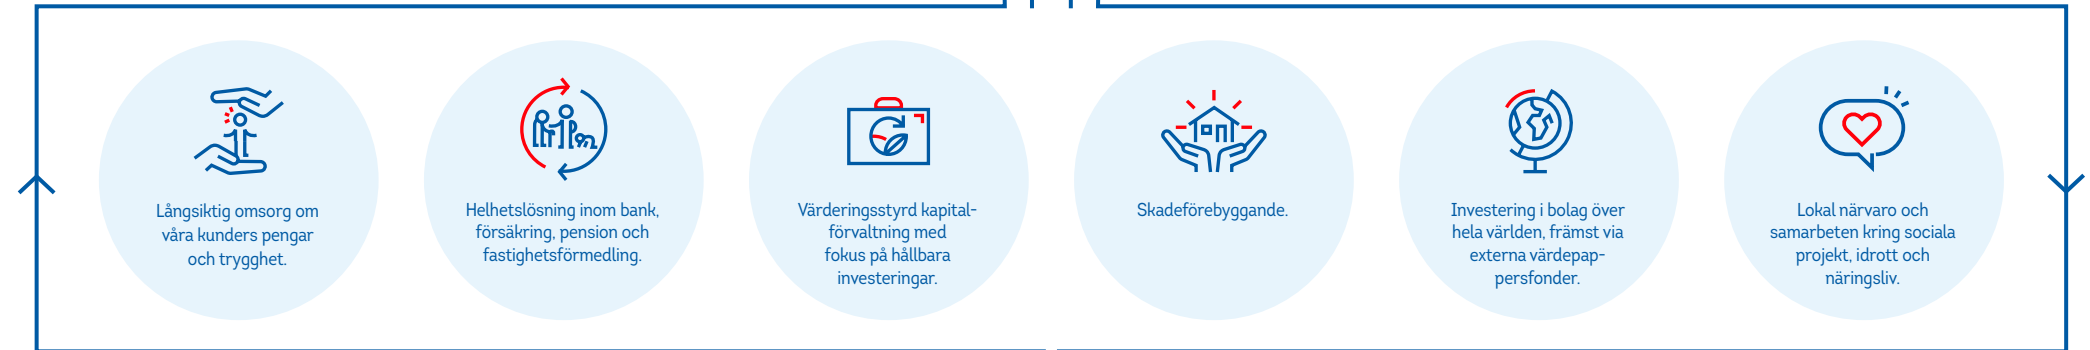 Långsiktig omsorg om
våra kunders pengar
och trygghet.
Helhetslösning inom bank,
försäkring, pension och
fastighetsförmedling.
Värderingsstyrd kapital-
förvaltning med
fokus på hållbara
investeringar.
Skadeförebyggande.
Investering i bolag över
hela världen, främst via
externa värdepap-
persfonder.
Lokal närvaro och
samarbeten kring sociala
projekt, idrott och
näringsliv.